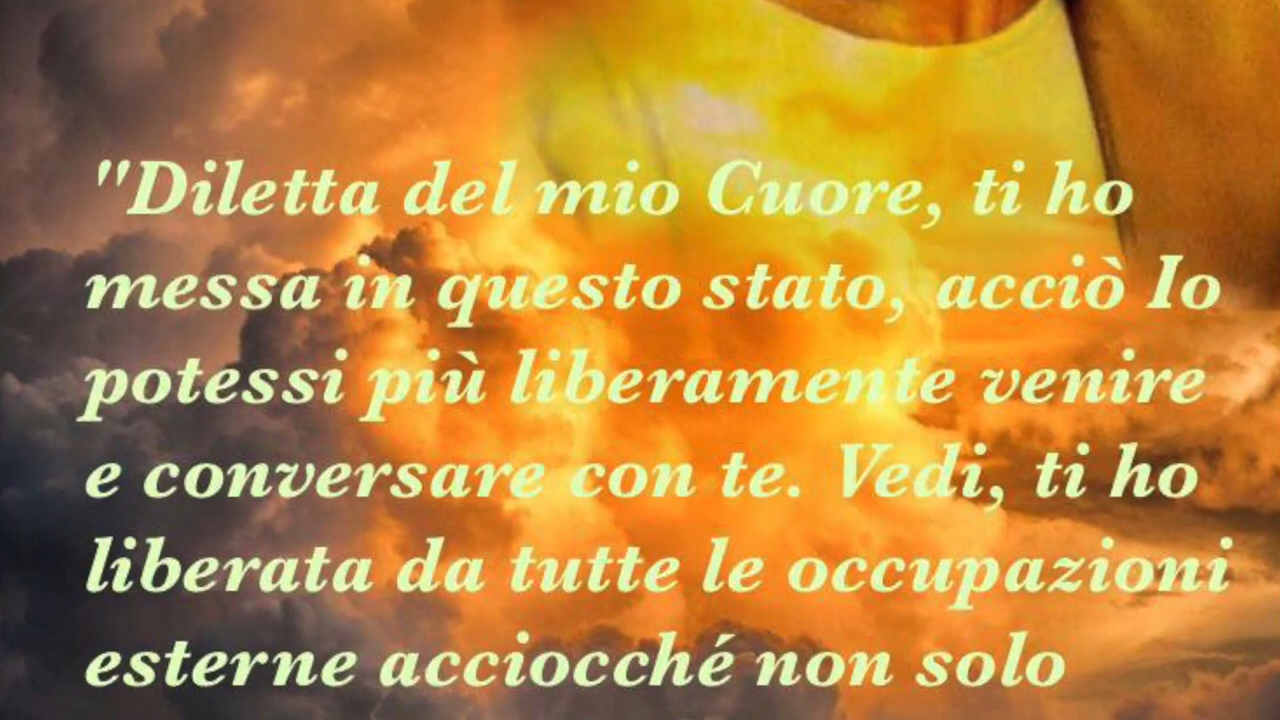 "Diletta del mio Cuore, ti ho
messa in questo stato, acciò Io
potessi più liberamente venire
e conversare con te. Vedi, ti ho
liberata da tutte le occupazioni
esterne acciocché non solo